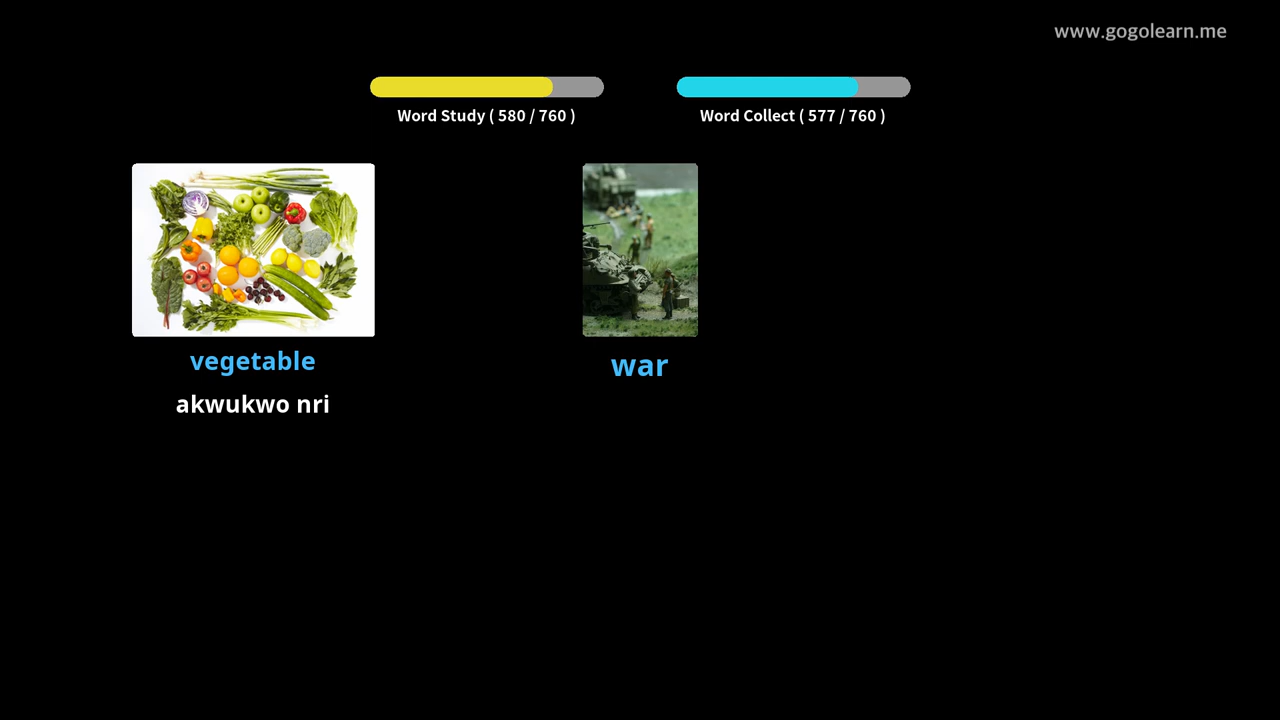 www.gogolearn.me
Word Study ( 580 / 760 )
Word Collect ( 577 / 760 )
vegetable
akwukwo nri
war